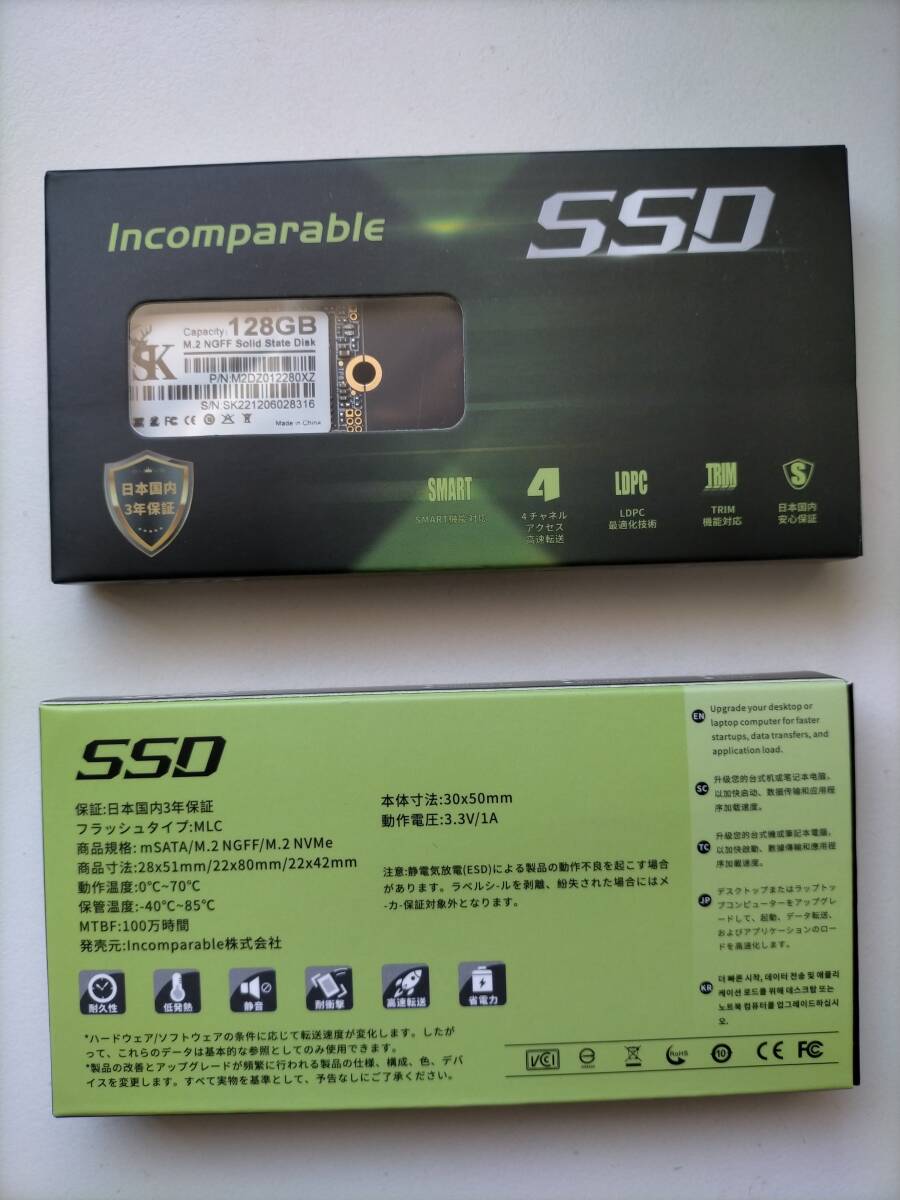 Incomparable
SSD
SK
Capacity: 128GB
M.2 NGFF Solid State Disk
P/N:M2DZ012280XZ
S/N SK221206028316
FC CE
Made in China
日本国内
3年保証
SMART
SMART機能対応
4
4チャネル
アクセス
高速転送
LDPC
LDPC
最適化技術
TRIM
TRIM
機能対応
S
日本国内
安心保証
SSD
保証:日本国内3年保証
フラッシュタイプ:MLC
商品規格: mSATA/M.2 NGFF/M.2 NVMe
商品寸法:28x51mm/22x80mm/22x42mm
動作温度:0℃~70℃
保管温度:-40℃~85℃
MTBF:100万時間
発売元:Incomparable株式会社
本体寸法:30x50mm
動作電圧:3.3V/1A
注意:静電気放電(ESD)による製品の動作不良を起こす場合
があります。ラベルシールを剥離、紛失された場合にはメ
-カ-保証対象外となります。
耐久性
低発熱
静音
耐衝撃
高速転送
省電力
*ハードウェア/ソフトウェアの条件に応じて転送速度が変化します。したが
って、これらのデータは基本的な参照としてのみ使用できます。
*製品の改善とアップグレードが頻繁に行われる製品の仕様、構成、色、デバ
イスを変更します。すべて実物を基準として、予告なしにご了承ください。
EN
Upgrade your desktop or
laptop computer for faster
startups, data transfers, and
application load.
SC
升级您的台式机或笔记本电脑,
以加快启动、数据传输和应用程
序加载速度。
TC
升級您的台式機或筆記本電腦,
以加快啟動、數據傳輸和應用程
序加載速度。
JP
デスクトップまたはラップトッ
プコンピューターをアップグレ
ードして、起動、データ転送、
およびアプリケーションのロー
ドを高速化します。
KR
더 빠른 시작, 데이터 전송 및 애플리
케이션 로드를 위해 데스크탑 또는
노트북 컴퓨터를 업그레이드하십시
오.
VCI
RoHS
10
CE
FC